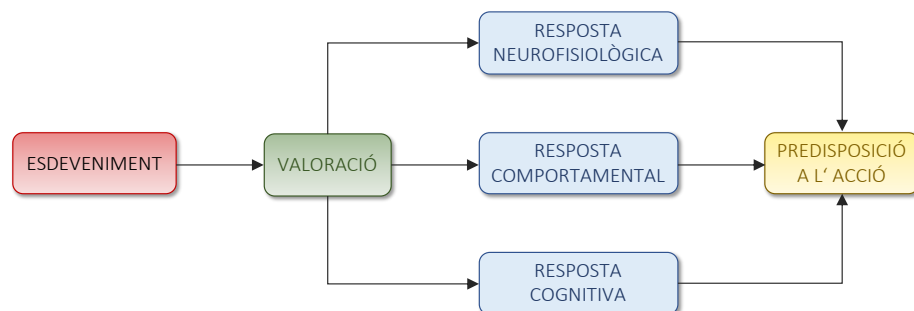 ESDEVENIMENT
VALORACIÓ
RESPOSTA
NEUROFISIOLÒGICA
RESPOSTA
COMPORTAMENTAL
RESPOSTA
COGNITIVA
PREDISPOSICIÓ
A L‘ ACCIÓ